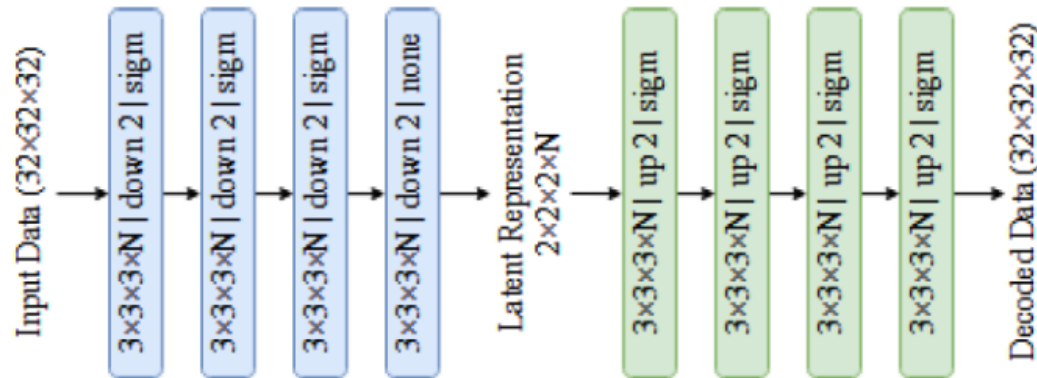 Input Data (32×32×32)
3×3×3×N | down 2 | sigm
3×3×3×N | down 2 | sigm
3×3×3×N | down 2 | sigm
3×3×3×N | down 2 | none
Latent Representation
2×2×2×N
3×3×3×N | up 2 | sigm
3×3×3×N | up 2 | sigm
3×3×3×N | up 2 | sigm
3×3×3×N | up 2 | sigm
Decoded Data (32×32×32)